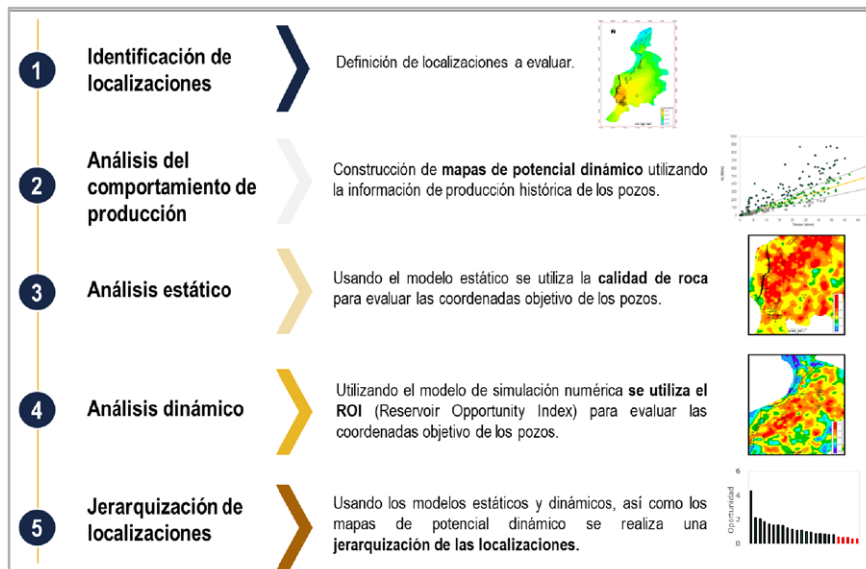 1
Identificación de
localizaciones
Definición de localizaciones a evaluar.
2
Análisis del
comportamiento de
producción
Construcción de mapas de potencial dinámico utilizando
la información de producción histórica de los pozos.
3
Análisis estático
Usando el modelo estático se utiliza la calidad de roca
para evaluar las coordenadas objetivo de los pozos.
4
Análisis dinámico
Utilizando el modelo de simulación numérica se utiliza el
ROI (Reservoir Opportunity Index) para evaluar las
coordenadas objetivo de los pozos.
5
Jerarquización de
localizaciones
Usando los modelos estáticos y dinámicos, así como los
mapas de potencial dinámico se realiza una
jerarquización de las localizaciones.
Oportunidad
6
4
2
0